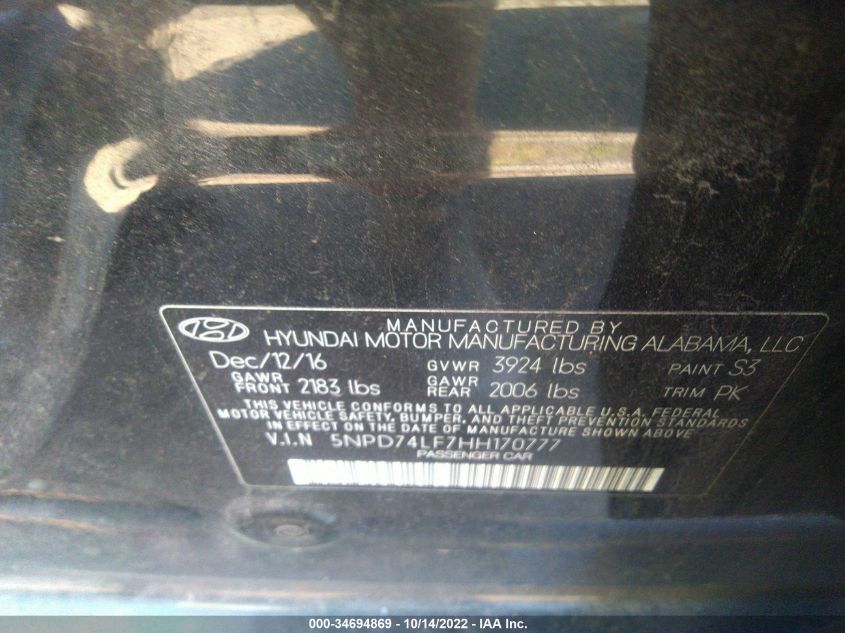 MANUFACTURED BY
HYUNDAI MOTOR MANUFACTURING ALABAMA, LLC
Dec/12/16 GVWR 3924 lbs PAINT S3
GAWR FRONT 2183 lbs GAWR REAR 2006 lbs TRIM PK
THIS VEHICLE CONFORMS TO ALL APPLICABLE U.S.A. FEDERAL
MOTOR VEHICLE SAFETY, BUMPER, AND THEFT PREVENTION STANDARDS
IN EFFECT ON THE DATE OF MANUFACTURE SHOWN ABOVE
V.I.N 5NPD74LF7HH170777
PASSENGER CAR
000-34694869 - 10/14/2022 - IAA Inc.